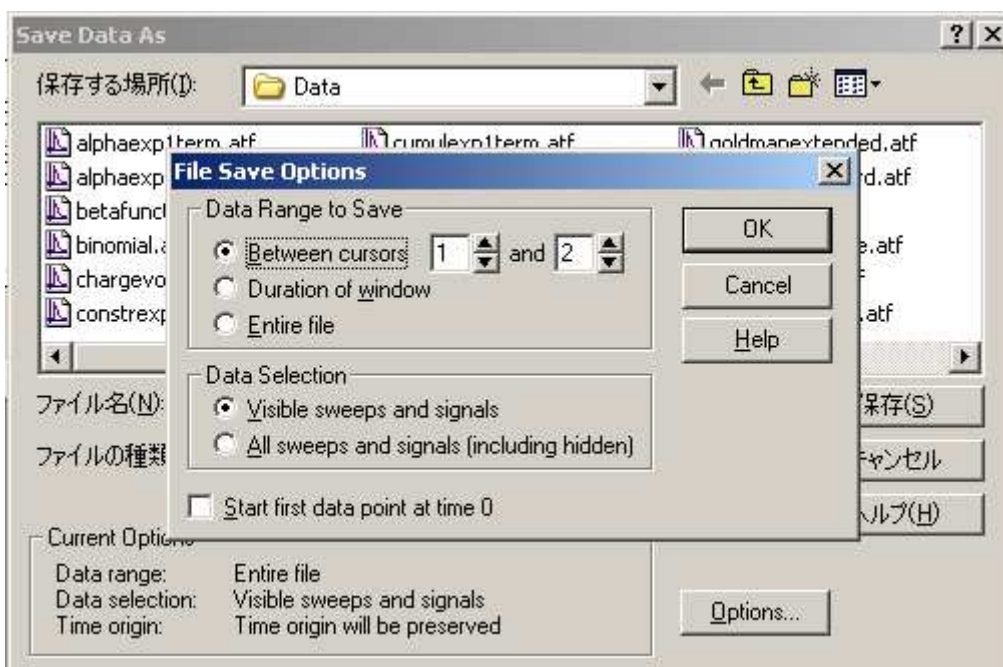 Save Data As
保存する場所(I):
Data
alphaexp1term.atf
cumulexp1term.atf
goldmanextended.atf
alphaexp
rd.atf
betafunct
binomial.a
e.atf
chargevo
constrexp
.atf
File Save Options
Data Range to Save
Between cursors 1 and 2
Duration of window
Entire file
Data Selection
Visible sweeps and signals
All sweeps and signals (including hidden)
Start first data point at time 0
OK
Cancel
Help
ファイル名(N):
保存(S)
ファイルの種類
キャンセル
ヘルプ(H)
Current Options
Data range: Entire file
Data selection: Visible sweeps and signals
Time origin: Time origin will be preserved
Options...